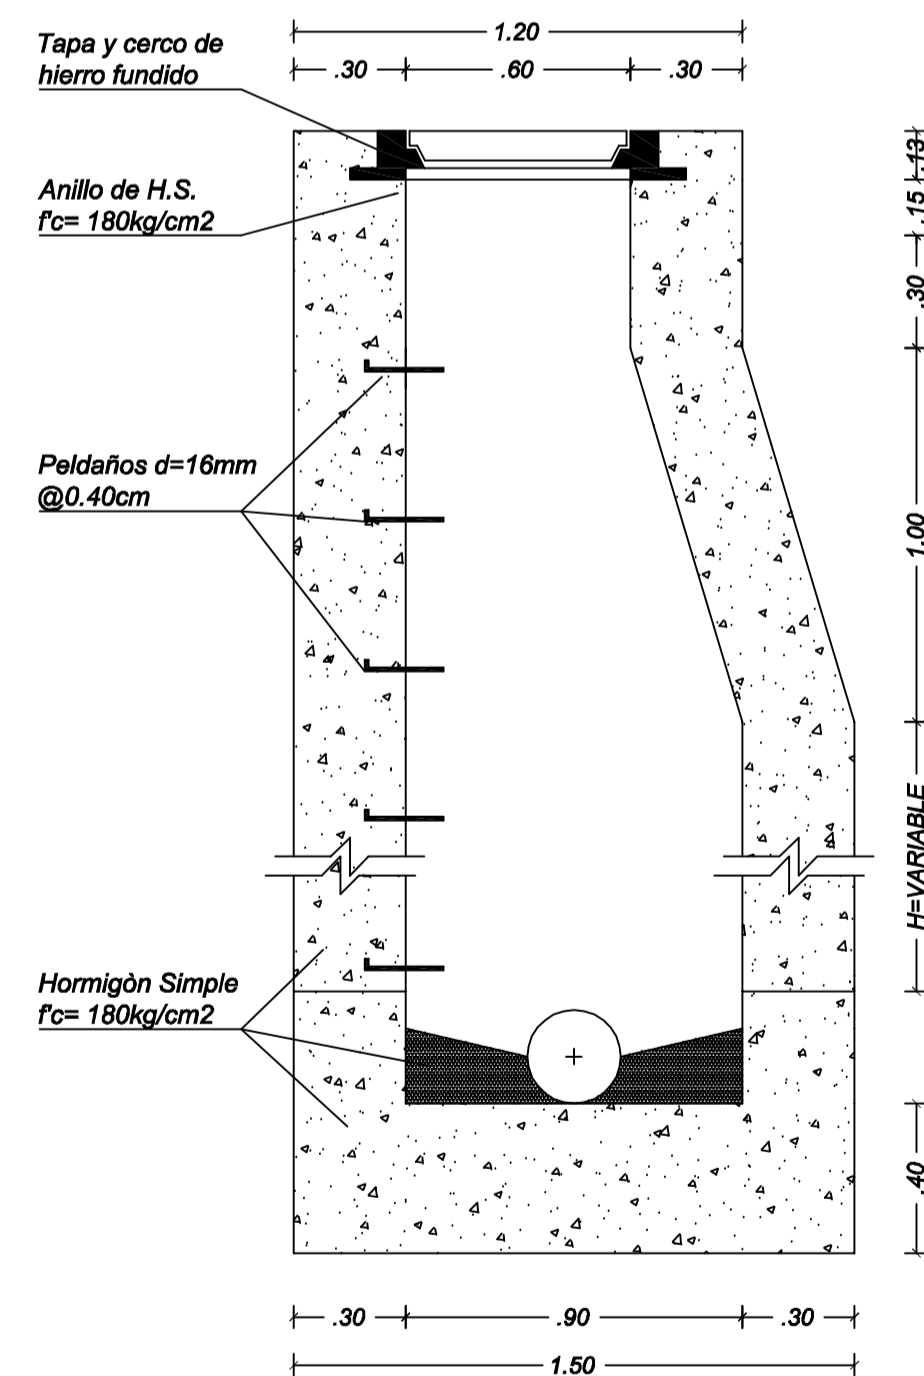 1.20
.30 .60 .30
Tapa y cerco de
hierro fundido
Anillo de H.S.
f'c= 180kg/cm2
Peldaños d=16mm
@0.40cm
Hormigòn Simple
f'c= 180kg/cm2
.13
.15
.30
1.00
H=VARIABLE
.40
.30 .90 .30
1.50